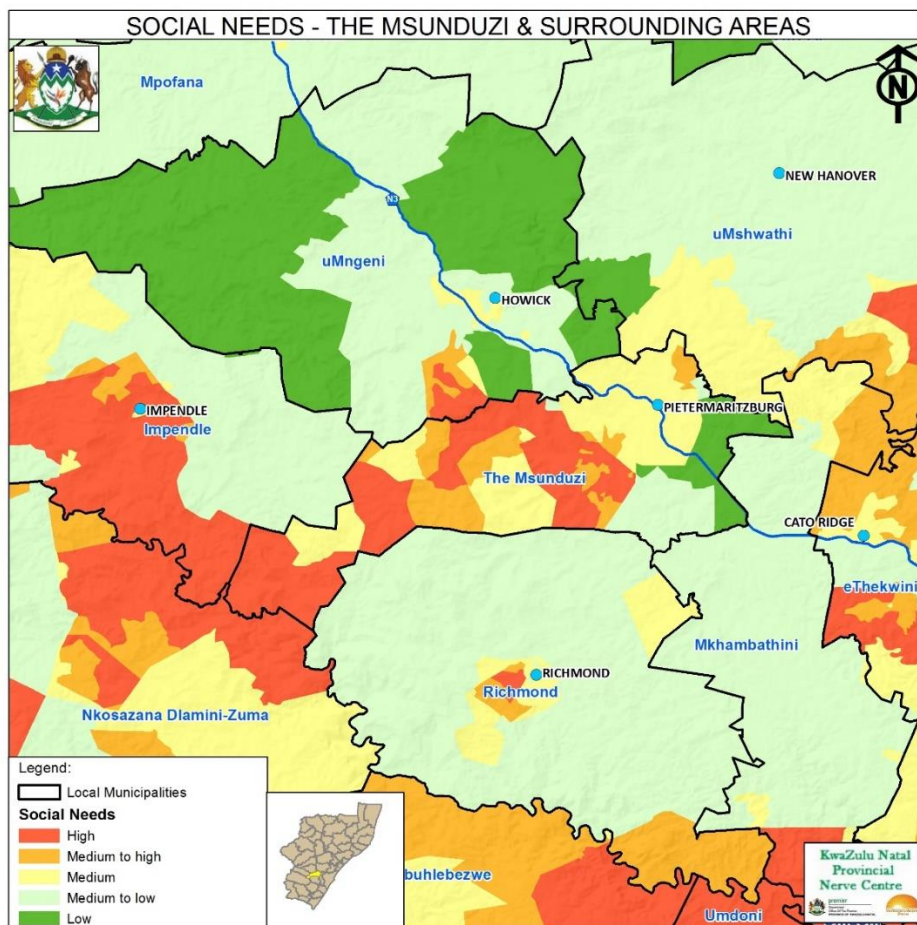 SOCIAL NEEDS - THE MSUNDUZI & SURROUNDING AREAS
Mpofana
N
NEW HANOVER
N3
uMshwathi
uMngeni
HOWICK
IMPENDLE
Impendle
PIETERMARITZBURG
The Msunduzi
CATO RIDGE
eThekwini
Mkhambathini
RICHMOND
Richmond
Nkosazana Dlamini-Zuma
Legend:
Local Municipalities
Social Needs
High
Medium to high
Medium
Medium to low
Low
buhlebezwe
Umdoni
KwaZulu Natal
Provincial
Nerve Centre
premier